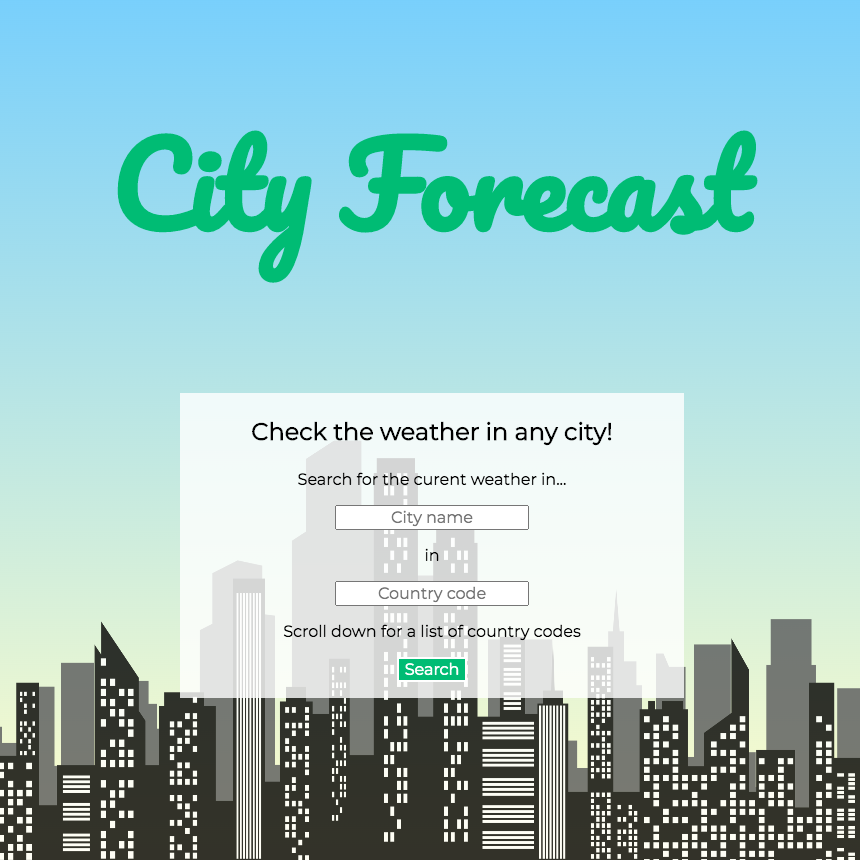 City Forecast
Check the weather in any city!
Search for the curent weather in...
City name
in
Country code
Scroll down for a list of country codes
Search